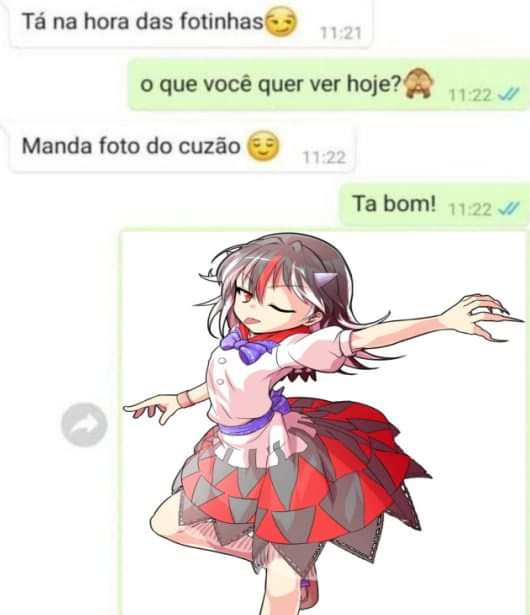 Tá na hora das fotinhas😏
11:21
o que você quer ver hoje?🙈
11:22
Manda foto do cuzão 😌
11:22
Ta bom!
11:22